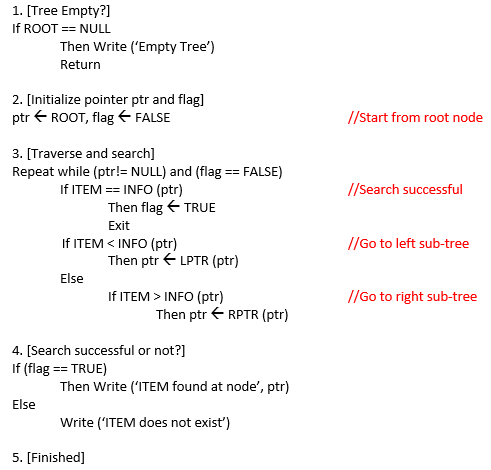 1. [Tree Empty?]
If ROOT == NULL
Then Write (‘Empty Tree’)
Return
2. [Initialize pointer ptr and flag]
ptr ← ROOT, flag ← FALSE //Start from root node
3. [Traverse and search]
Repeat while (ptr!= NULL) and (flag == FALSE)
If ITEM == INFO (ptr) //Search successful
Then flag ← TRUE
Exit
If ITEM < INFO (ptr) //Go to left sub-tree
Then ptr ← LPTR (ptr)
Else
If ITEM > INFO (ptr) //Go to right sub-tree
Then ptr ← RPTR (ptr)
4. [Search successful or not?]
If (flag == TRUE)
Then Write (‘ITEM found at node’, ptr)
Else
Write (‘ITEM does not exist’)
5. [Finished]